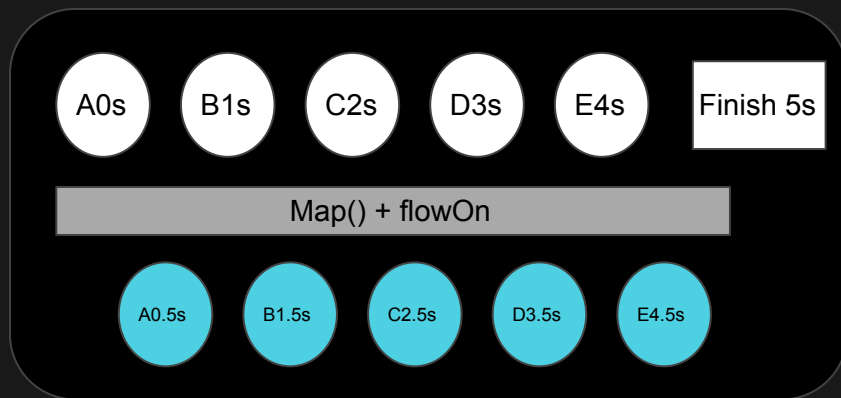 A0s B1s C2s D3s E4s Finish 5s
Map() + flowOn
A0.5s B1.5s C2.5s D3.5s E4.5s